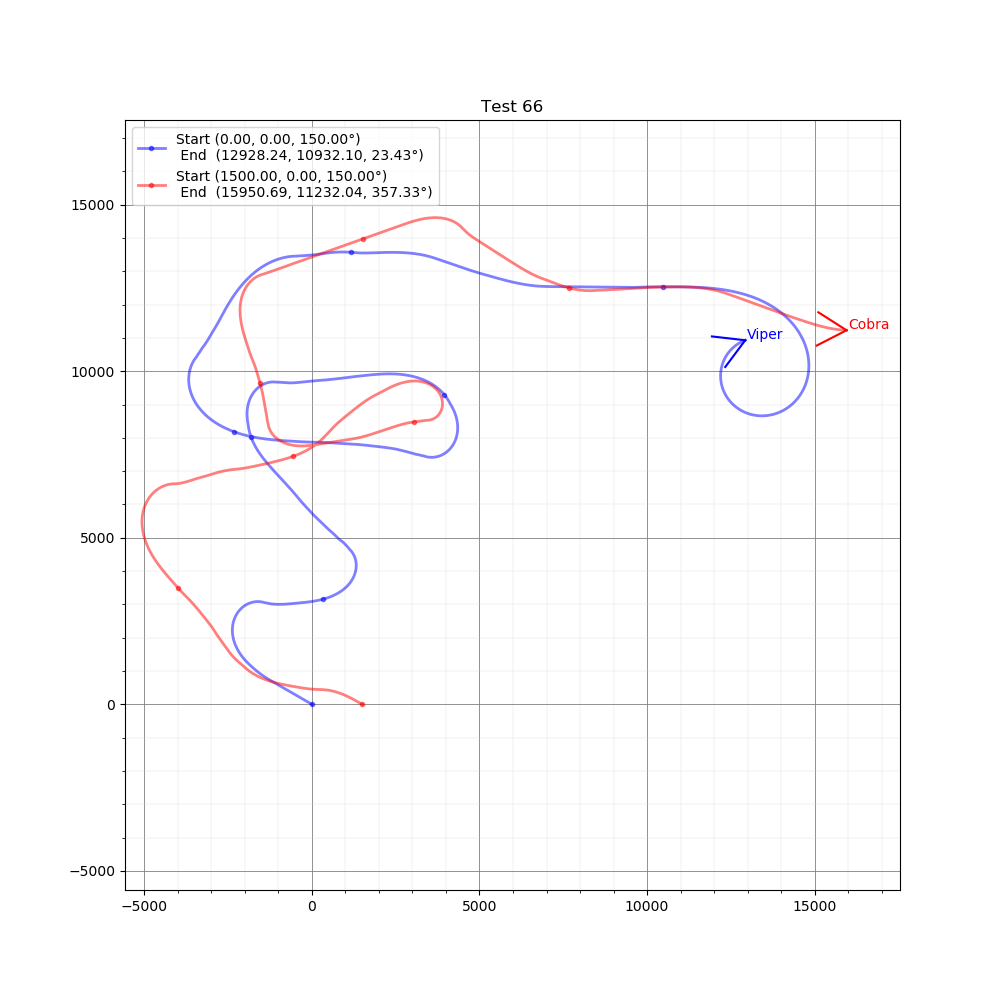 Test 66
Start (0.00, 0.00, 150.00°)
End (12928.24, 10932.10, 23.43°)
Start (1500.00, 0.00, 150.00°)
End (15950.69, 11232.04, 357.33°)
15000
10000
5000
0
−5000
Cobra
Viper
−5000 0 5000 10000 15000